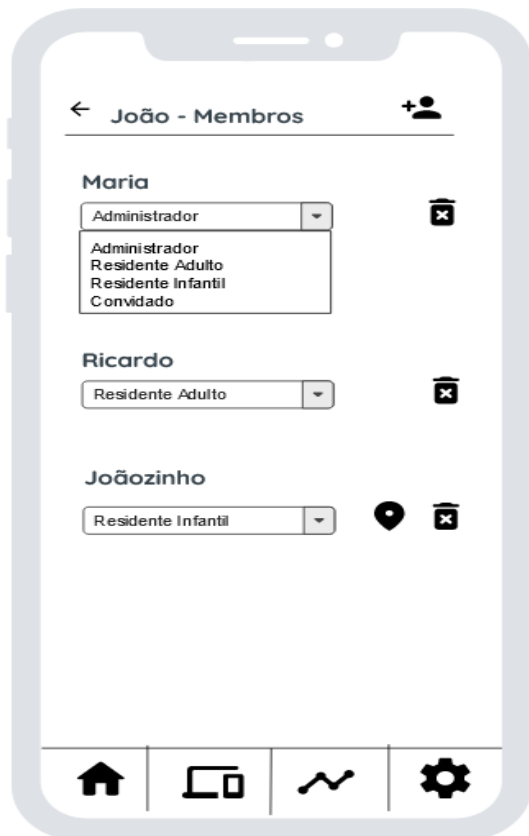 João - Membros
Maria
Administrador
Administrador
Residente Adulto
Residente Infantil
Convidado
Ricardo
Residente Adulto
Joãozinho
Residente Infantil